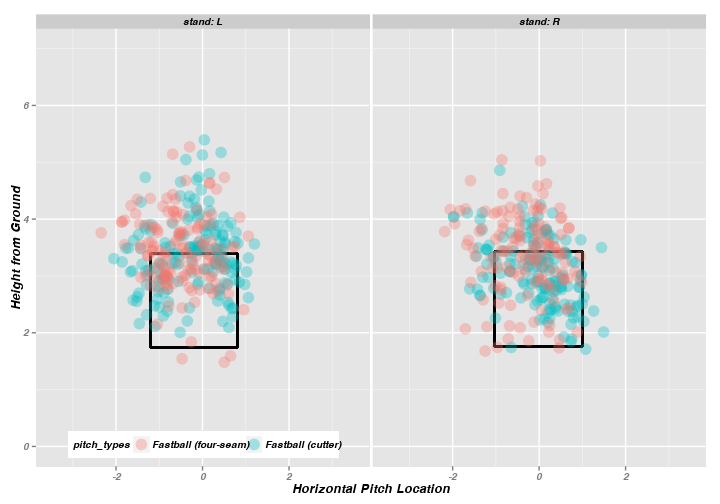 stand: L
stand: R
6
4
2
0
Height from Ground
pitch_types Fastball (four-seam) Fastball (cutter)
-2 0 2 -2 0 2
Horizontal Pitch Location